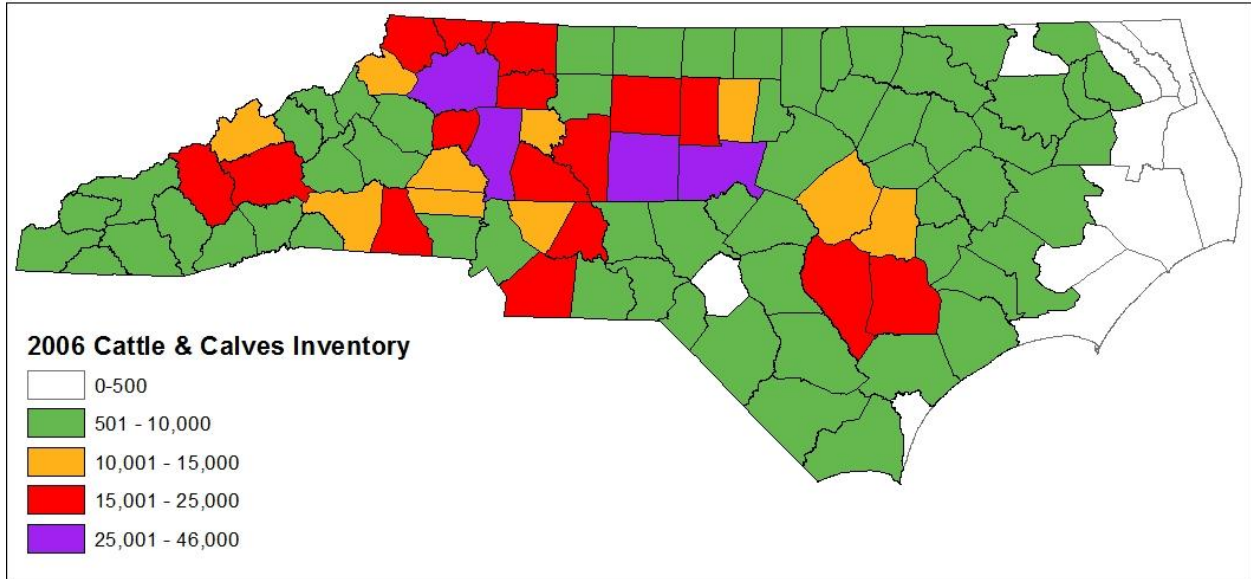 2006 Cattle & Calves Inventory
0-500
501 - 10,000
10,001 - 15,000
15,001 - 25,000
25,001 - 46,000